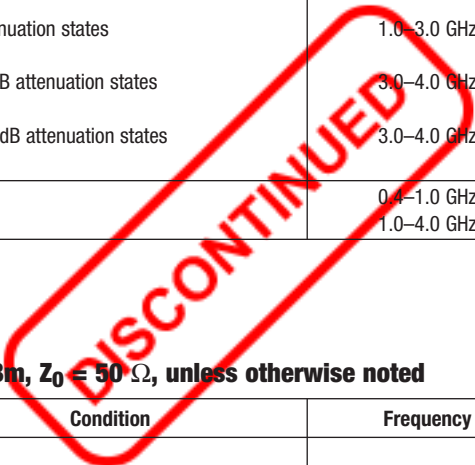 attenuation states 1.0–3.0 GHz
dB attenuation states 3.0–4.0 GHz
dB attenuation states 3.0–4.0 GHz
0.4–1.0 GHz
1.0–4.0 GHz
DISCONTINUED
Z0 = 50 Ω, unless otherwise noted
Condition Frequency